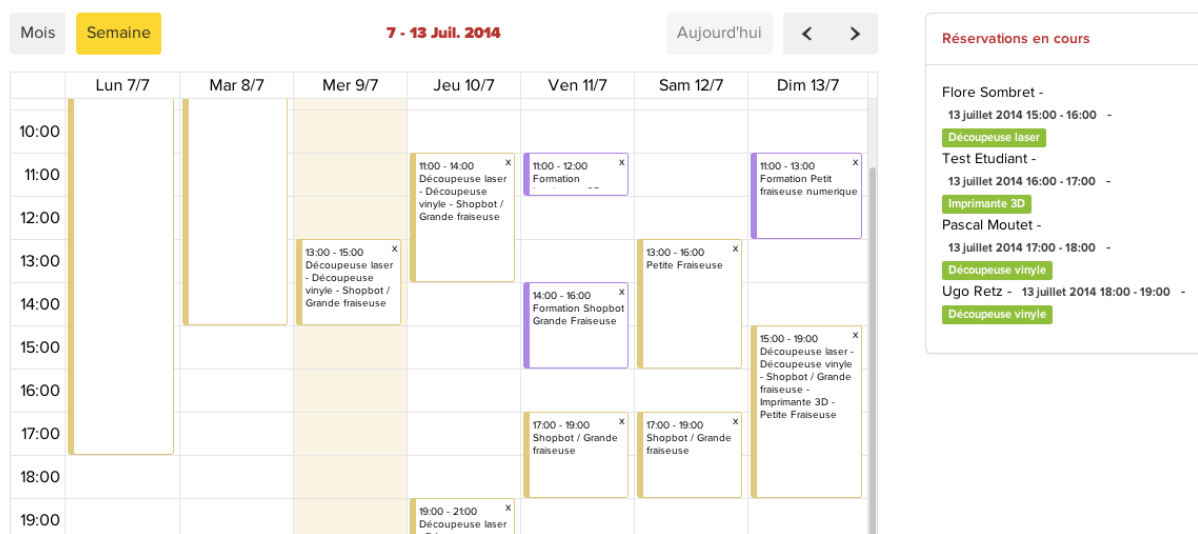 Mois
Semaine
7 - 13 Juil. 2014
Aujourd'hui
Lun 7/7
Mar 8/7
Mer 9/7
Jeu 10/7
Ven 11/7
Sam 12/7
Dim 13/7
10:00
11:00
12:00
13:00
14:00
15:00
16:00
17:00
18:00
19:00
13:00 - 15:00
x
Découpeuse laser
- Découpeuse
vinyle - Shopbot /
Grande fraiseuse
11:00 - 14:00
x
Découpeuse laser
- Découpeuse
vinyle - Shopbot /
Grande fraiseuse
19:00 - 21:00
x
Découpeuse laser
11:00 - 12:00
x
Formation
14:00 - 16:00
x
Formation Shopbot
Grande Fraiseuse
17:00 - 19:00
x
Shopbot / Grande
fraiseuse
13:00 - 16:00
x
Petite Fraiseuse
17:00 - 19:00
x
Shopbot / Grande
fraiseuse
11:00 - 13:00
x
Formation Petit
fraiseuse numerique
15:00 - 19:00
x
Découpeuse laser -
Découpeuse vinyle
- Shopbot / Grande
fraiseuse -
Imprimante 3D -
Petite Fraiseuse
Réservations en cours
Flore Sombret -
13 juillet 2014 15:00 - 16:00 -
Découpeuse laser
Test Etudiant -
13 juillet 2014 16:00 - 17:00 -
Imprimante 3D
Pascal Moutet -
13 juillet 2014 17:00 - 18:00 -
Découpeuse vinyle
Ugo Retz - 13 juillet 2014 18:00 - 19:00 -
Découpeuse vinyle